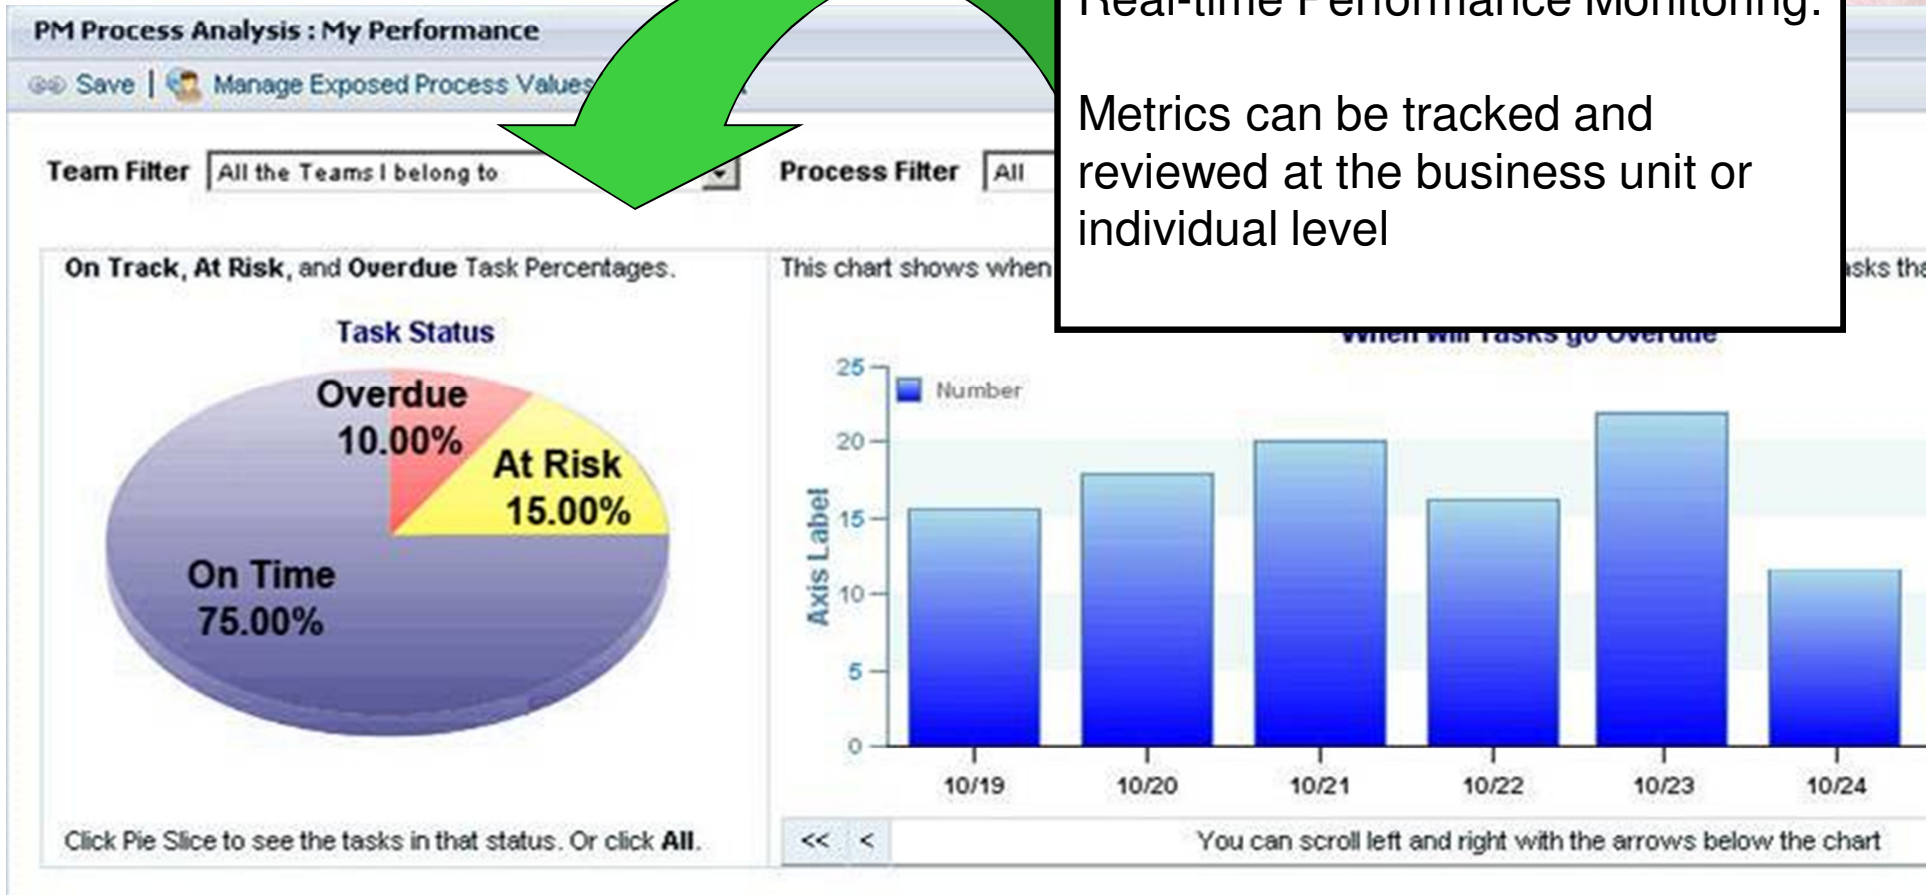 Real-time Performance Monitoring:
Metrics can be tracked and
reviewed at the business unit or
individual level
PM Process Analysis : My Performance
Save | Manage Exposed Process Values
Team Filter All the Teams I belong to
Process Filter All
On Track, At Risk, and Overdue Task Percentages.
Task Status
Overdue
10.00%
At Risk
15.00%
On Time
75.00%
Click Pie Slice to see the tasks in that status. Or click All.
This chart shows when
When will Tasks go Overdue
Number
Axis Label
25
20
15
10
5
0
10/19 10/20 10/21 10/22 10/23 10/24
<< < You can scroll left and right with the arrows below the chart